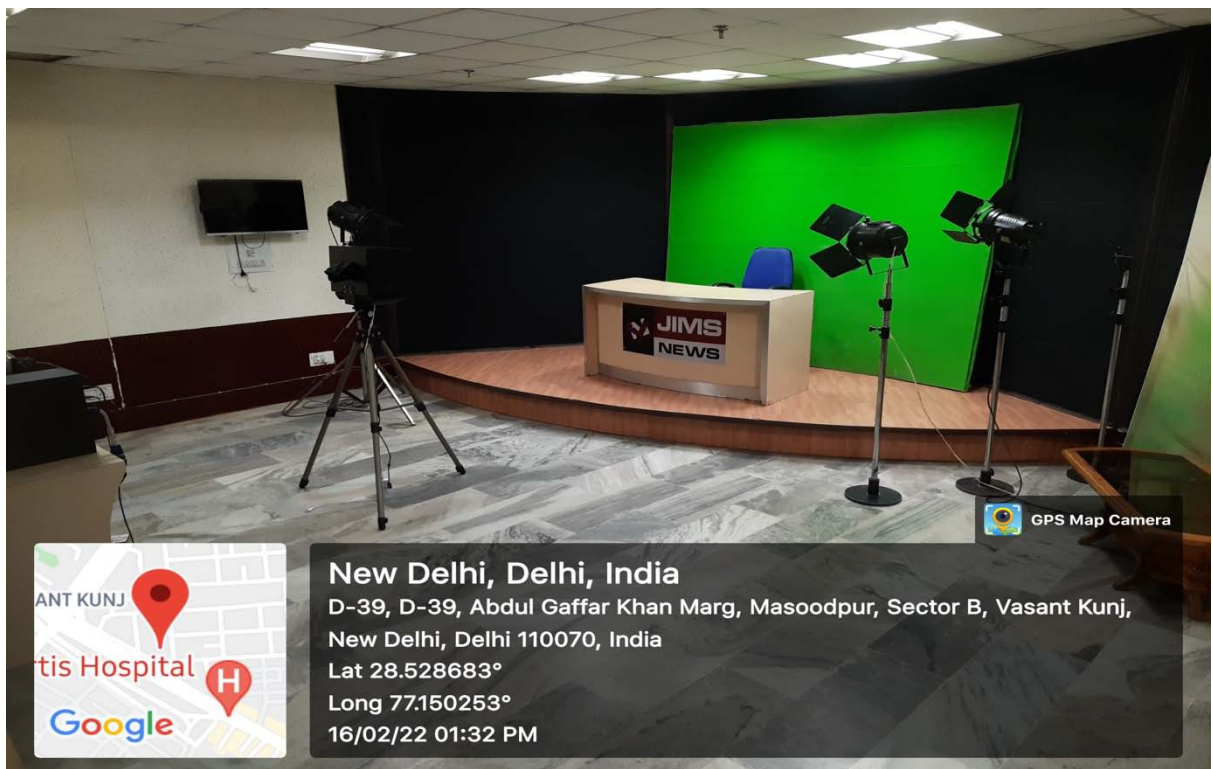 JIMS
NEWS
GPS Map Camera
ANT KUNJ
tis Hospital
H
Google
New Delhi, Delhi, India
D-39, D-39, Abdul Gaffar Khan Marg, Masoodpur, Sector B, Vasant Kunj,
New Delhi, Delhi 110070, India
Lat 28.528683°
Long 77.150253°
16/02/22 01:32 PM